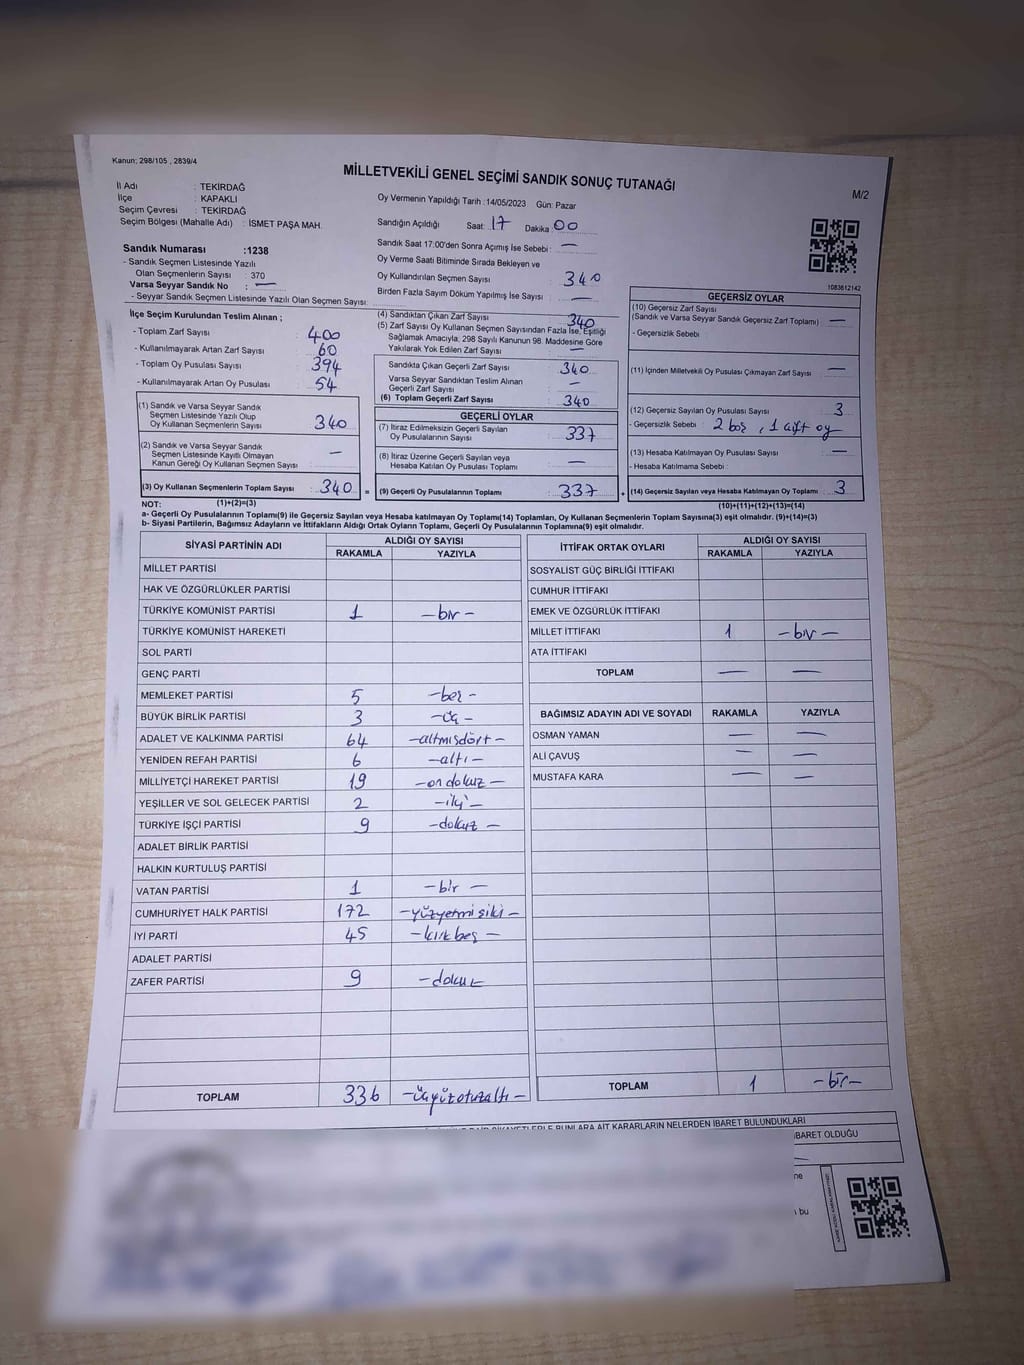 Kanun; 298/105 , 2839/4
MİLLETVEKİLİ GENEL SEÇİMİ SANDIK SONUÇ TUTANAĞI
M/2
İl Adı : TEKİRDAĞ
İlçe : KAPAKLI
Seçim Çevresi : TEKİRDAĞ
Seçim Bölgesi (Mahalle Adı) : İSMET PAŞA MAH.
Oy Vermenin Yapıldığı Tarih : 14/05/2023 Gün: Pazar
Sandığın Açıldığı Saat: 17 Dakika: 00
Sandık Saat 17:00'den Sonra Açılmış İse Sebebi : —
Oy Verme Saati Bitiminde Sırada Bekleyen ve
Oy Kullandırılan Seçmen Sayısı 340
Birden Fazla Sayım Döküm Yapılmış İse Sayısı : —
Sandık Numarası :1238
- Sandık Seçmen Listesinde Yazılı
Olan Seçmenlerin Sayısı : 370
Varsa Seyyar Sandık No : —
- Seyyar Sandık Seçmen Listesinde Yazılı Olan Seçmen Sayısı:
1083612142
İlçe Seçim Kurulundan Teslim Alınan ;
- Toplam Zarf Sayısı 400
- Kullanılmayarak Artan Zarf Sayısı 60
- Toplam Oy Pusulası Sayısı 394
- Kullanılmayarak Artan Oy Pusulası 54
(1) Sandık ve Varsa Seyyar Sandık
Seçmen Listesinde Yazılı Olup
Oy Kullanan Seçmenlerin Sayısı 340
(2) Sandık ve Varsa Seyyar Sandık
Seçmen Listesinde Kayıtlı Olmayan
Kanun Gereği Oy Kullanan Seçmen Sayısı —
(3) Oy Kullanan Seçmenlerin Toplam Sayısı : 340 =
(1)+(2)=(3)
(4) Sandıktan Çıkan Zarf Sayısı 340
(5) Zarf Sayısı Oy Kullanan Seçmen Sayısından Fazla İse, Eşitliği
Sağlamak Amacıyla, 298 Sayılı Kanunun 98. Maddesine Göre
Yakılarak Yok Edilen Zarf Sayısı —
Sandıkta Çıkan Geçerli Zarf Sayısı : 340
Varsa Seyyar Sandıktan Teslim Alınan
Geçerli Zarf Sayısı : —
(6) Toplam Geçerli Zarf Sayısı : 340
GEÇERLİ OYLAR
(7) İtiraz Edilmeksizin Geçerli Sayılan
Oy Pusulalarının Sayısı : 337
(8) İtiraz Üzerine Geçerli Sayılan veya
Hesaba Katılan Oy Pusulası Toplamı : —
(9) Geçerli Oy Pusulalarının Toplamı : 337 +
GEÇERSİZ OYLAR
(10) Geçersiz Zarf Sayısı
(Sandık ve Varsa Seyyar Sandık Geçersiz Zarf Toplamı) : —
- Geçersizlik Sebebi :
(11) İçinden Milletvekili Oy Pusulası Çıkmayan Zarf Sayısı : —
(12) Geçersiz Sayılan Oy Pusulası Sayısı 3
- Geçersizlik Sebebi : 2 boş , 1 çift oy
(13) Hesaba Katılmayan Oy Pusulası Sayısı : —
- Hesaba Katılmama Sebebi :
(14) Geçersiz Sayılan veya Hesaba Katılmayan Oy Toplamı : 3
(10)+(11)+(12)+(13)=(14)
NOT:
a- Geçerli Oy Pusulalarının Toplamı(9) ile Geçersiz Sayılan veya Hesaba katılmayan Oy Toplamı(14) Toplamları, Oy Kullanan Seçmenlerin Toplam Sayısına(3) eşit olmalıdır. (9)+(14)=(3)
b- Siyasi Partilerin, Bağımsız Adayların ve İttifakların Aldığı Ortak Oyların Toplamı, Geçerli Oy Pusulalarının Toplamına(9) eşit olmalıdır.
SİYASİ PARTİNİN ADI ALDIĞI OY SAYISI
RAKAMLA YAZIYLA
MİLLET PARTİSİ
HAK VE ÖZGÜRLÜKLER PARTİSİ
TÜRKİYE KOMÜNİST PARTİSİ 1 -bir-
TÜRKİYE KOMÜNİST HAREKETİ
SOL PARTİ
GENÇ PARTİ
MEMLEKET PARTİSİ 5 -beş-
BÜYÜK BİRLİK PARTİSİ 3 -üç-
ADALET VE KALKINMA PARTİSİ 64 -altmışdört-
YENİDEN REFAH PARTİSİ 6 -altı-
MİLLİYETÇİ HAREKET PARTİSİ 19 -on dokuz-
YEŞİLLER VE SOL GELECEK PARTİSİ 2 -iki-
TÜRKİYE İŞÇİ PARTİSİ 9 -dokuz-
ADALET BİRLİK PARTİSİ
HALKIN KURTULUŞ PARTİSİ
VATAN PARTİSİ 1 -bir-
CUMHURİYET HALK PARTİSİ 172 -yüzyetmişiki-
İYİ PARTİ 45 -kırkbeş-
ADALET PARTİSİ
ZAFER PARTİSİ 9 -dokuz
TOPLAM 336 -üçyüzotuzaltı-
İTTİFAK ORTAK OYLARI ALDIĞI OY SAYISI
RAKAMLA YAZIYLA
SOSYALİST GÜÇ BİRLİĞİ İTTİFAKI
CUMHUR İTTİFAKI
EMEK VE ÖZGÜRLÜK İTTİFAKI
MİLLET İTTİFAKI 1 -bir-
ATA İTTİFAKI
TOPLAM — —
BAĞIMSIZ ADAYIN ADI VE SOYADI RAKAMLA YAZIYLA
OSMAN YAMAN — —
ALİ ÇAVUŞ — —
MUSTAFA KARA — —
TOPLAM 1 -bir-
BUNLARA AİT KARARLARIN NELERDEN İBARET BULUNDUKLARI
İBARET OLDUĞU
bu